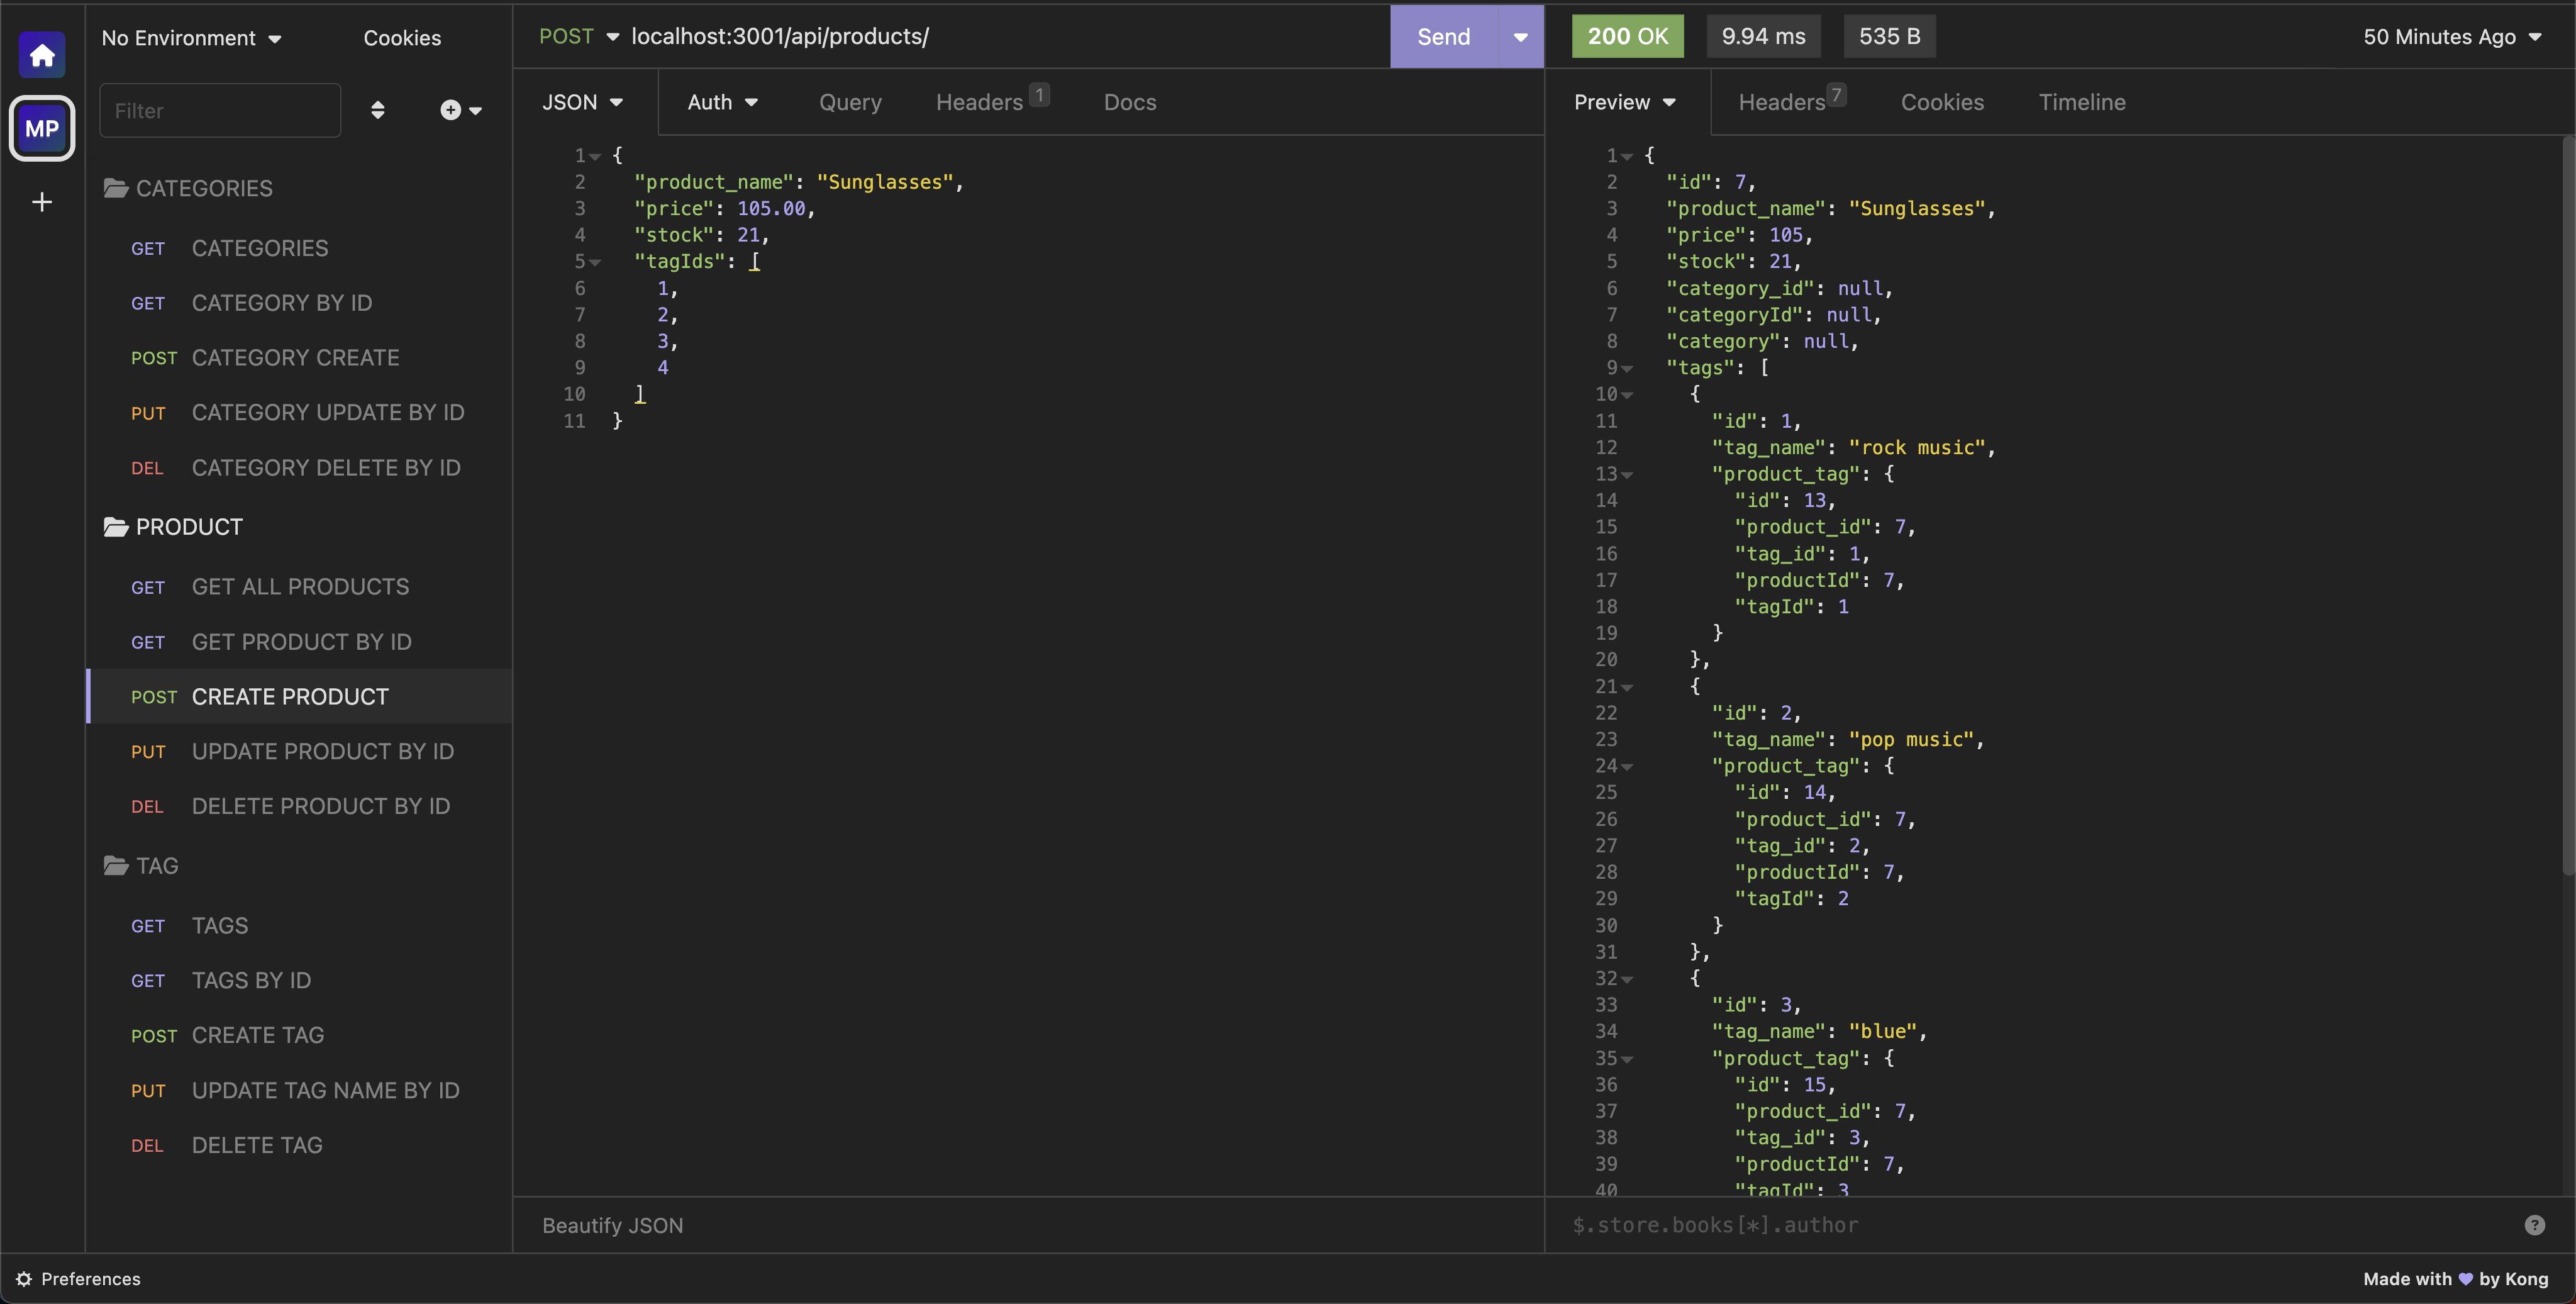 No Environment
Cookies
MP
Filter
CATEGORIES
GET CATEGORIES
GET CATEGORY BY ID
POST CATEGORY CREATE
PUT CATEGORY UPDATE BY ID
DEL CATEGORY DELETE BY ID
PRODUCT
GET GET ALL PRODUCTS
GET GET PRODUCT BY ID
POST CREATE PRODUCT
PUT UPDATE PRODUCT BY ID
DEL DELETE PRODUCT BY ID
TAG
GET TAGS
GET TAGS BY ID
POST CREATE TAG
PUT UPDATE TAG NAME BY ID
DEL DELETE TAG
POST localhost:3001/api/products/ Send
JSON Auth Query Headers 1 Docs
1 {
2 "product_name": "Sunglasses",
3 "price": 105.00,
4 "stock": 21,
5 "tagIds": [
6 1,
7 2,
8 3,
9 4
10 ]
11 }
Beautify JSON
200 OK 9.94 ms 535 B 50 Minutes Ago
Preview Headers 7 Cookies Timeline
1 {
2 "id": 7,
3 "product_name": "Sunglasses",
4 "price": 105,
5 "stock": 21,
6 "category_id": null,
7 "categoryId": null,
8 "category": null,
9 "tags": [
10 {
11 "id": 1,
12 "tag_name": "rock music",
13 "product_tag": {
14 "id": 13,
15 "product_id": 7,
16 "tag_id": 1,
17 "productId": 7,
18 "tagId": 1
19 }
20 },
21 {
22 "id": 2,
23 "tag_name": "pop music",
24 "product_tag": {
25 "id": 14,
26 "product_id": 7,
27 "tag_id": 2,
28 "productId": 7,
29 "tagId": 2
30 }
31 },
32 {
33 "id": 3,
34 "tag_name": "blue",
35 "product_tag": {
36 "id": 15,
37 "product_id": 7,
38 "tag_id": 3,
39 "productId": 7,
40 "tagId": 3
$.store.books[*].author
Preferences
Made with 💜 by Kong